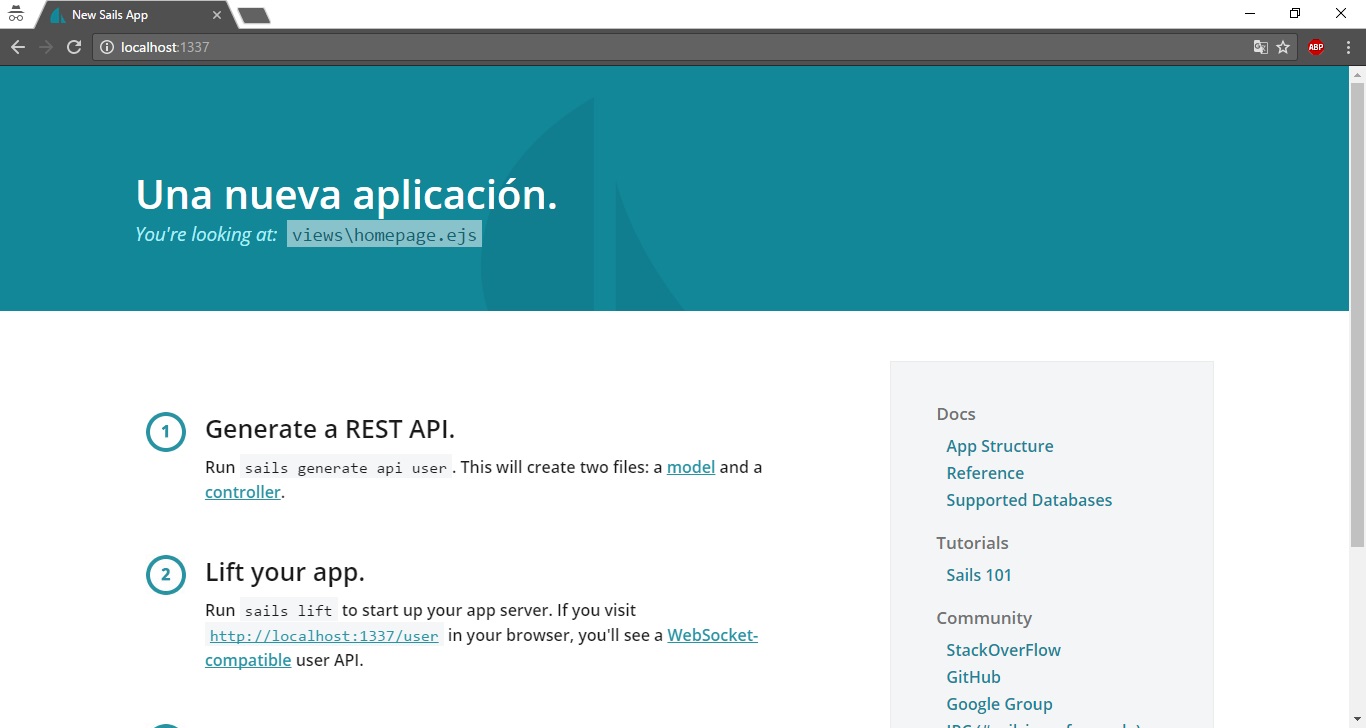 New Sails App
localhost:1337
ABP
Una nueva aplicación.
You're looking at: views\homepage.ejs
1 Generate a REST API.
Run sails generate api user. This will create two files: a model and a
controller.
2 Lift your app.
Run sails lift to start up your app server. If you visit
http://localhost:1337/user in your browser, you'll see a WebSocket-
compatible user API.
Docs
App Structure
Reference
Supported Databases
Tutorials
Sails 101
Community
StackOverFlow
GitHub
Google Group